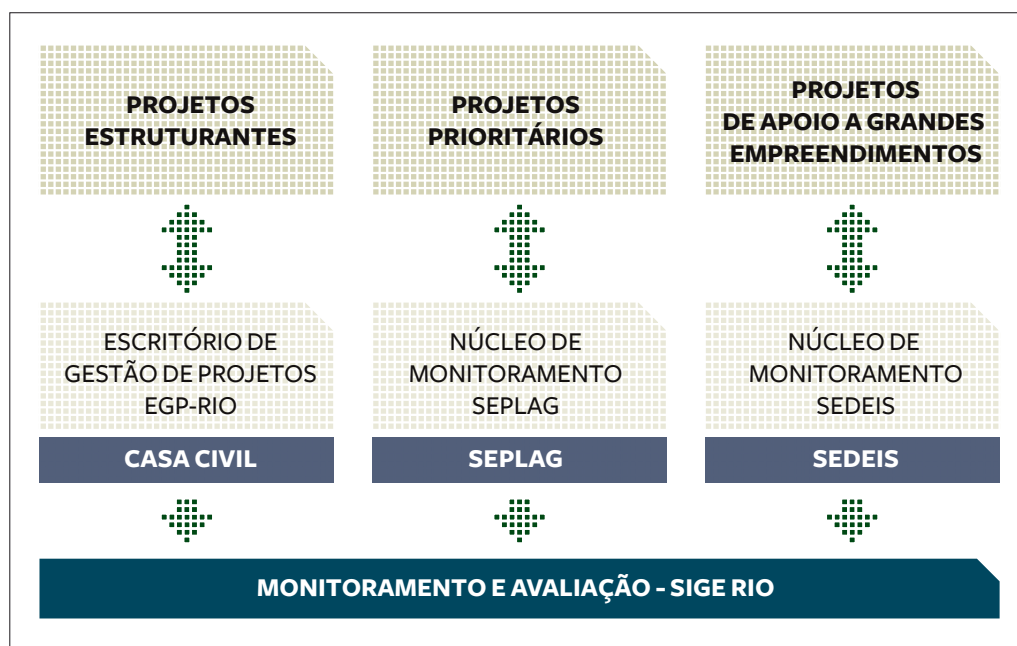 PROJETOS
ESTRUTURANTES
PROJETOS
PRIORITÁRIOS
PROJETOS
DE APOIO A GRANDES
EMPREENDIMENTOS
ESCRITÓRIO DE
GESTÃO DE PROJETOS
EGP-RIO
NÚCLEO DE
MONITORAMENTO
SEPLAG
NÚCLEO DE
MONITORAMENTO
SEDEIS
CASA CIVIL
SEPLAG
SEDEIS
MONITORAMENTO E AVALIAÇÃO - SIGE RIO